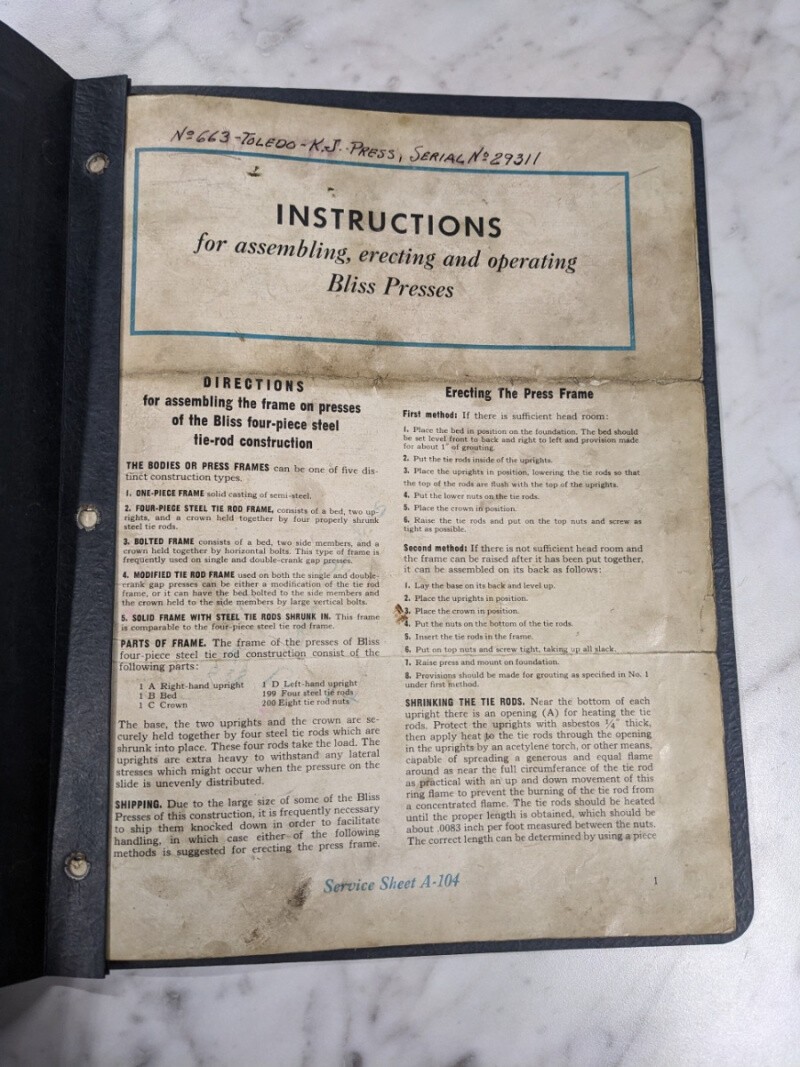 No 663-TOLEDO-K.J. PRESS, SERIAL No 29311
INSTRUCTIONS
for assembling, erecting and operating
Bliss Presses
DIRECTIONS
for assembling the frame on presses
of the Bliss four-piece steel
tie-rod construction
THE BODIES OR PRESS FRAMES can be one of five dis-
tinct construction types.
1. ONE-PIECE FRAME solid casting of semi-steel.
2. FOUR-PIECE STEEL TIE ROD FRAME, consists of a bed, two up-
rights, and a crown held together by four properly shrunk
steel tie rods.
3. BOLTED FRAME consists of a bed, two side members, and a
crown held together by horizontal bolts. This type of frame is
frequently used on single and double-crank gap presses.
4. MODIFIED TIE ROD FRAME used on both the single and double-
crank gap presses can be either a modification of the tie rod
frame, or it can have the bed bolted to the side members and
the crown held to the side members by large vertical bolts.
5. SOLID FRAME WITH STEEL TIE RODS SHRUNK IN. This frame
is comparable to the four-piece steel tie rod frame.
PARTS OF FRAME. The frame of the presses of Bliss
four-piece steel tie rod construction consist of the
following parts:
1 A Right-hand upright
1 B Bed
1 C Crown
1 D Left-hand upright
199 Four steel tie rods
200 Eight tie rod nuts
The base, the two uprights and the crown are se-
curely held together by four steel tie rods which are
shrunk into place. These four rods take the load. The
uprights are extra heavy to withstand any lateral
stresses which might occur when the pressure on the
slide is unevenly distributed.
SHIPPING. Due to the large size of some of the Bliss
Presses of this construction, it is frequently necessary
to ship them knocked down in order to facilitate
handling, in which case either of the following
methods is suggested for erecting the press frame.
Erecting The Press Frame
First method: If there is sufficient head room:
1. Place the bed in position on the foundation. The bed should
be set level front to back and right to left and provision made
for about 1" of grouting.
2. Put the tie rods inside of the uprights.
3. Place the uprights in position, lowering the tie rods so that
the top of the rods are flush with the top of the uprights.
4. Put the lower nuts on the tie rods.
5. Place the crown in position.
6. Raise the tie rods and put on the top nuts and screw as
tight as possible.
Second method: If there is not sufficient head room and
the frame can be raised after it has been put together,
it can be assembled on its back as follows:
1. Lay the base on its back and level up.
2. Place the uprights in position.
3. Place the crown in position.
4. Put the nuts on the bottom of the tie rods.
5. Insert the tie rods in the frame.
6. Put on top nuts and screw tight, taking up all slack.
7. Raise press and mount on foundation.
8. Provisions should be made for grouting as specified in No. 1
under first method.
SHRINKING THE TIE RODS. Near the bottom of each
upright there is an opening (A) for heating the tie
rods. Protect the uprights with asbestos 1/4" thick,
then apply heat to the tie rods through the opening
in the uprights by an acetylene torch, or other means,
capable of spreading a generous and equal flame
around as near the full circumferance of the tie rod
as practical with an up and down movement of this
ring flame to prevent the burning of the tie rod from
a concentrated flame. The tie rods should be heated
until the proper length is obtained, which should be
about .0083 inch per foot measured between the nuts.
The correct length can be determined by using a piece
Service Sheet A-104
1